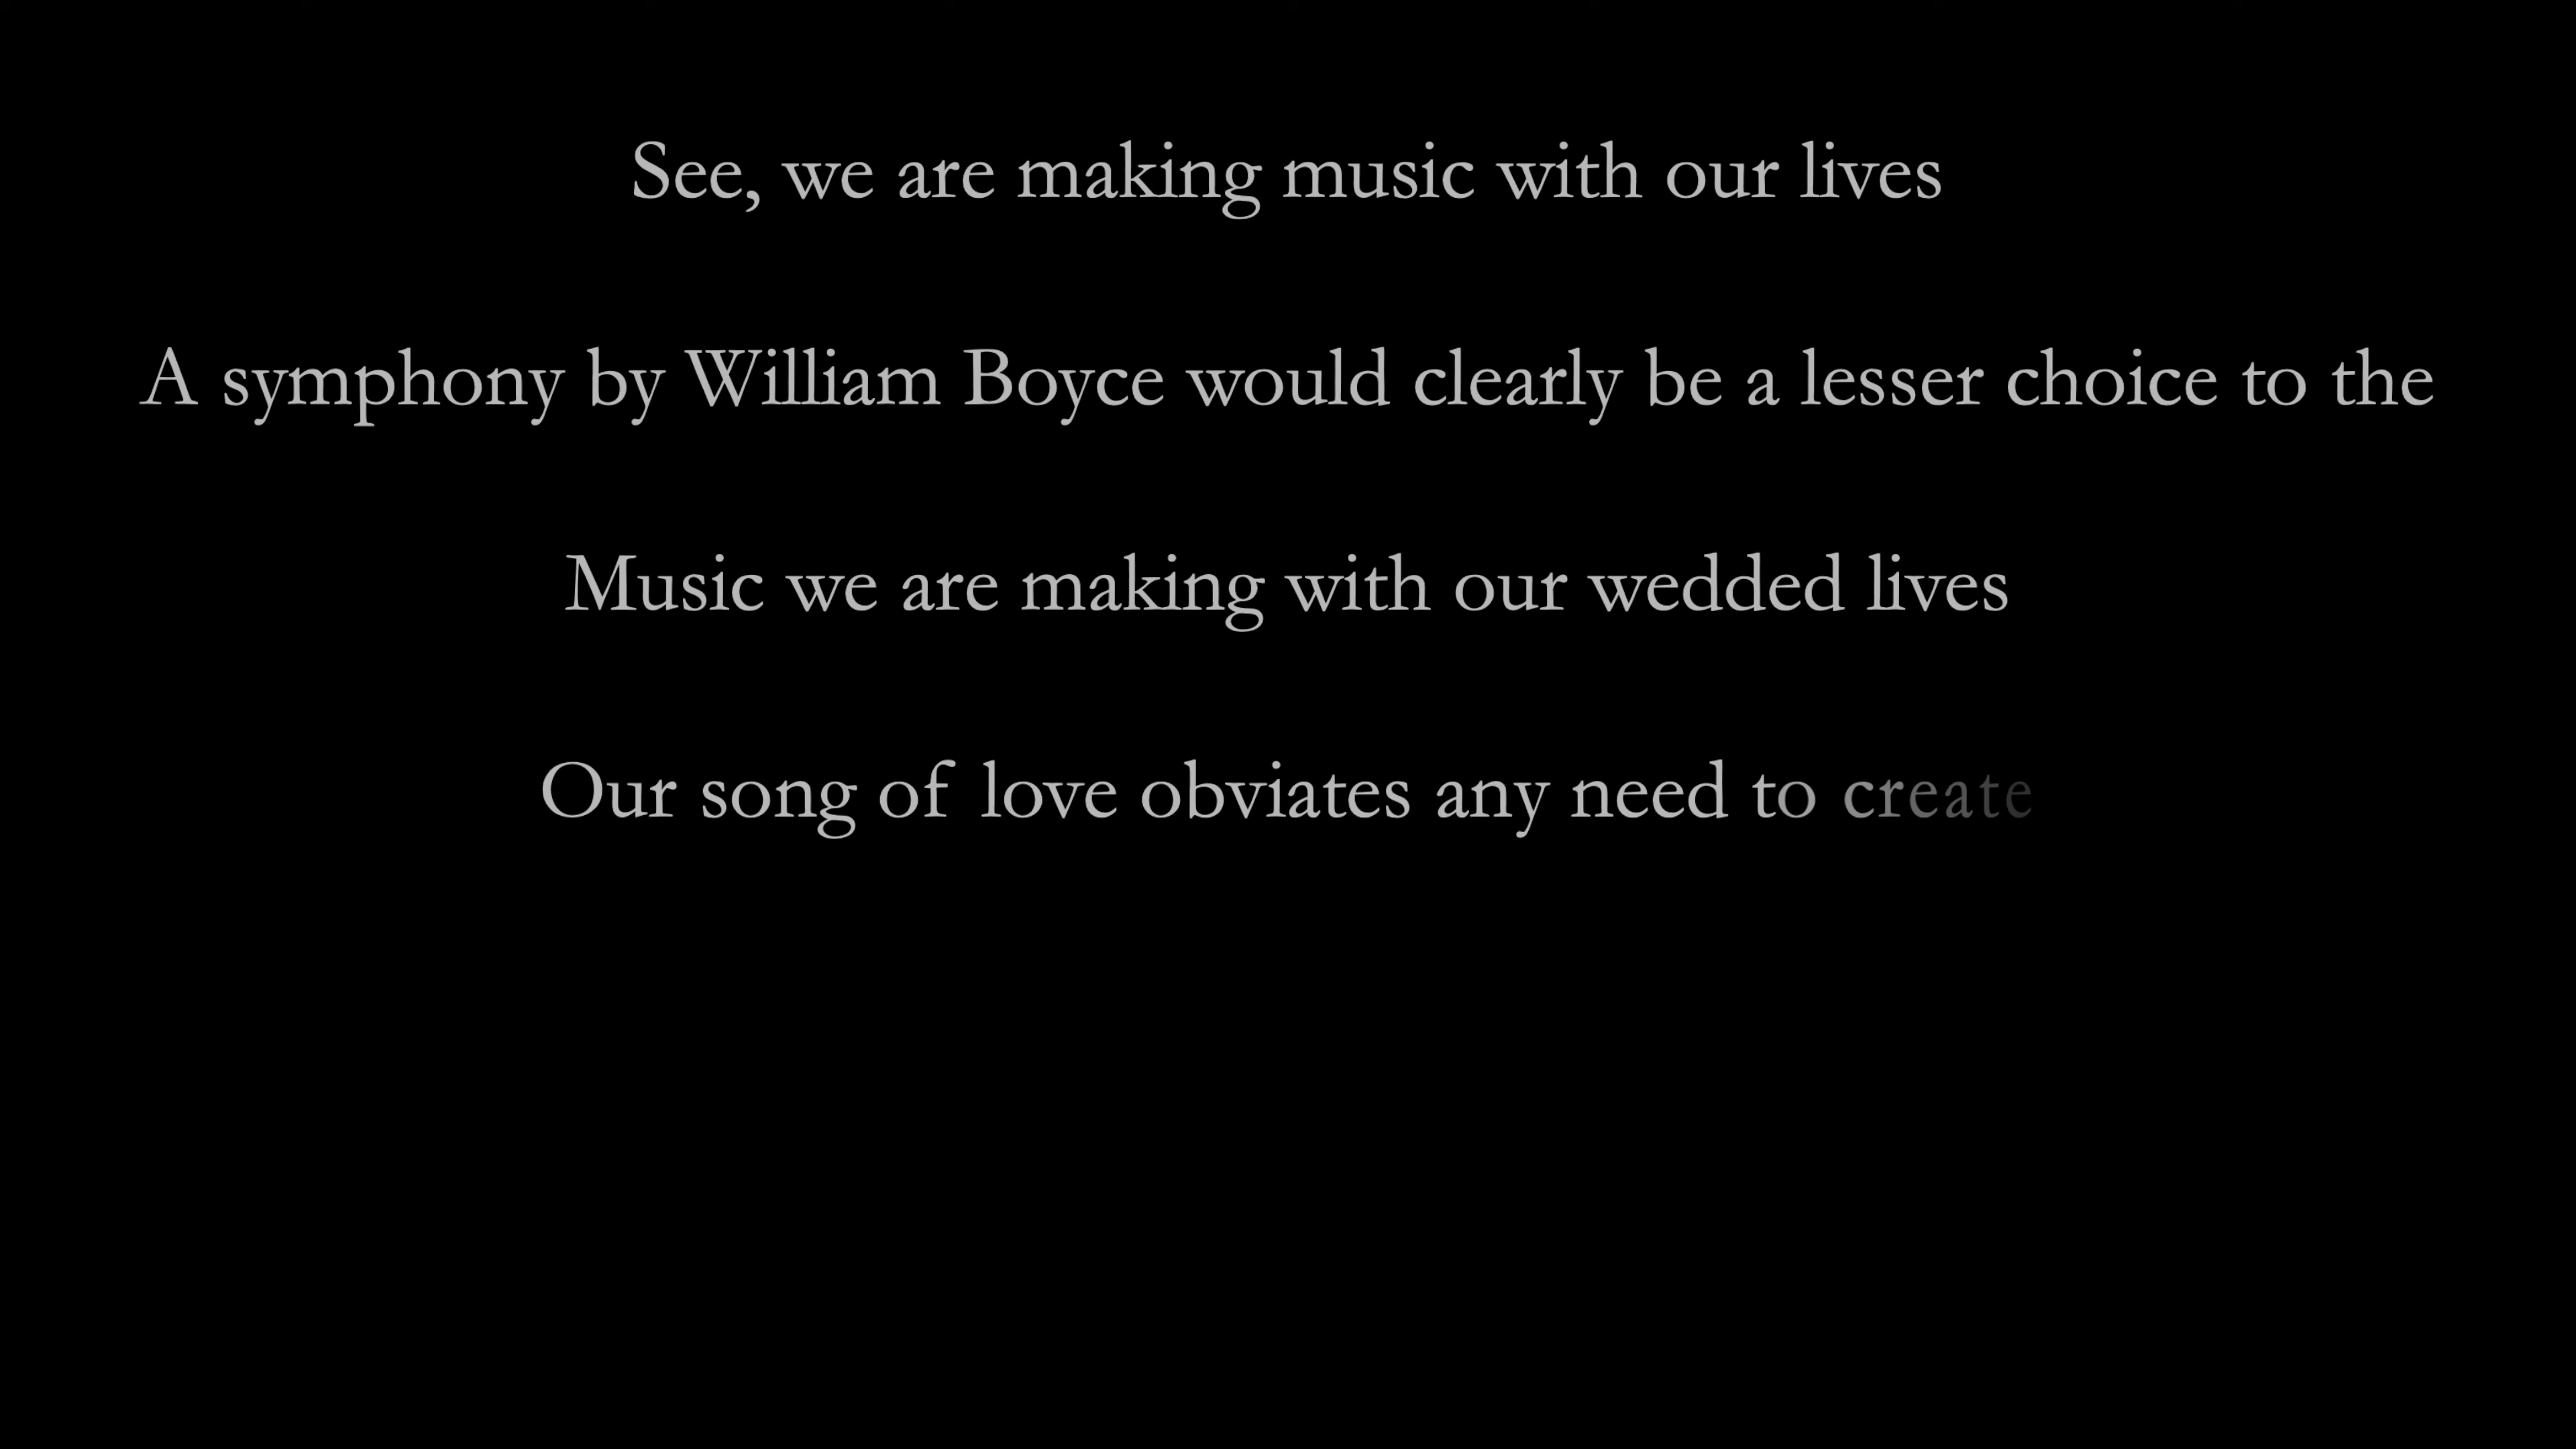 See, we are making music with our lives
A symphony by William Boyce would clearly be a lesser choice to the
Music we are making with our wedded lives
Our song of love obviates any need to create